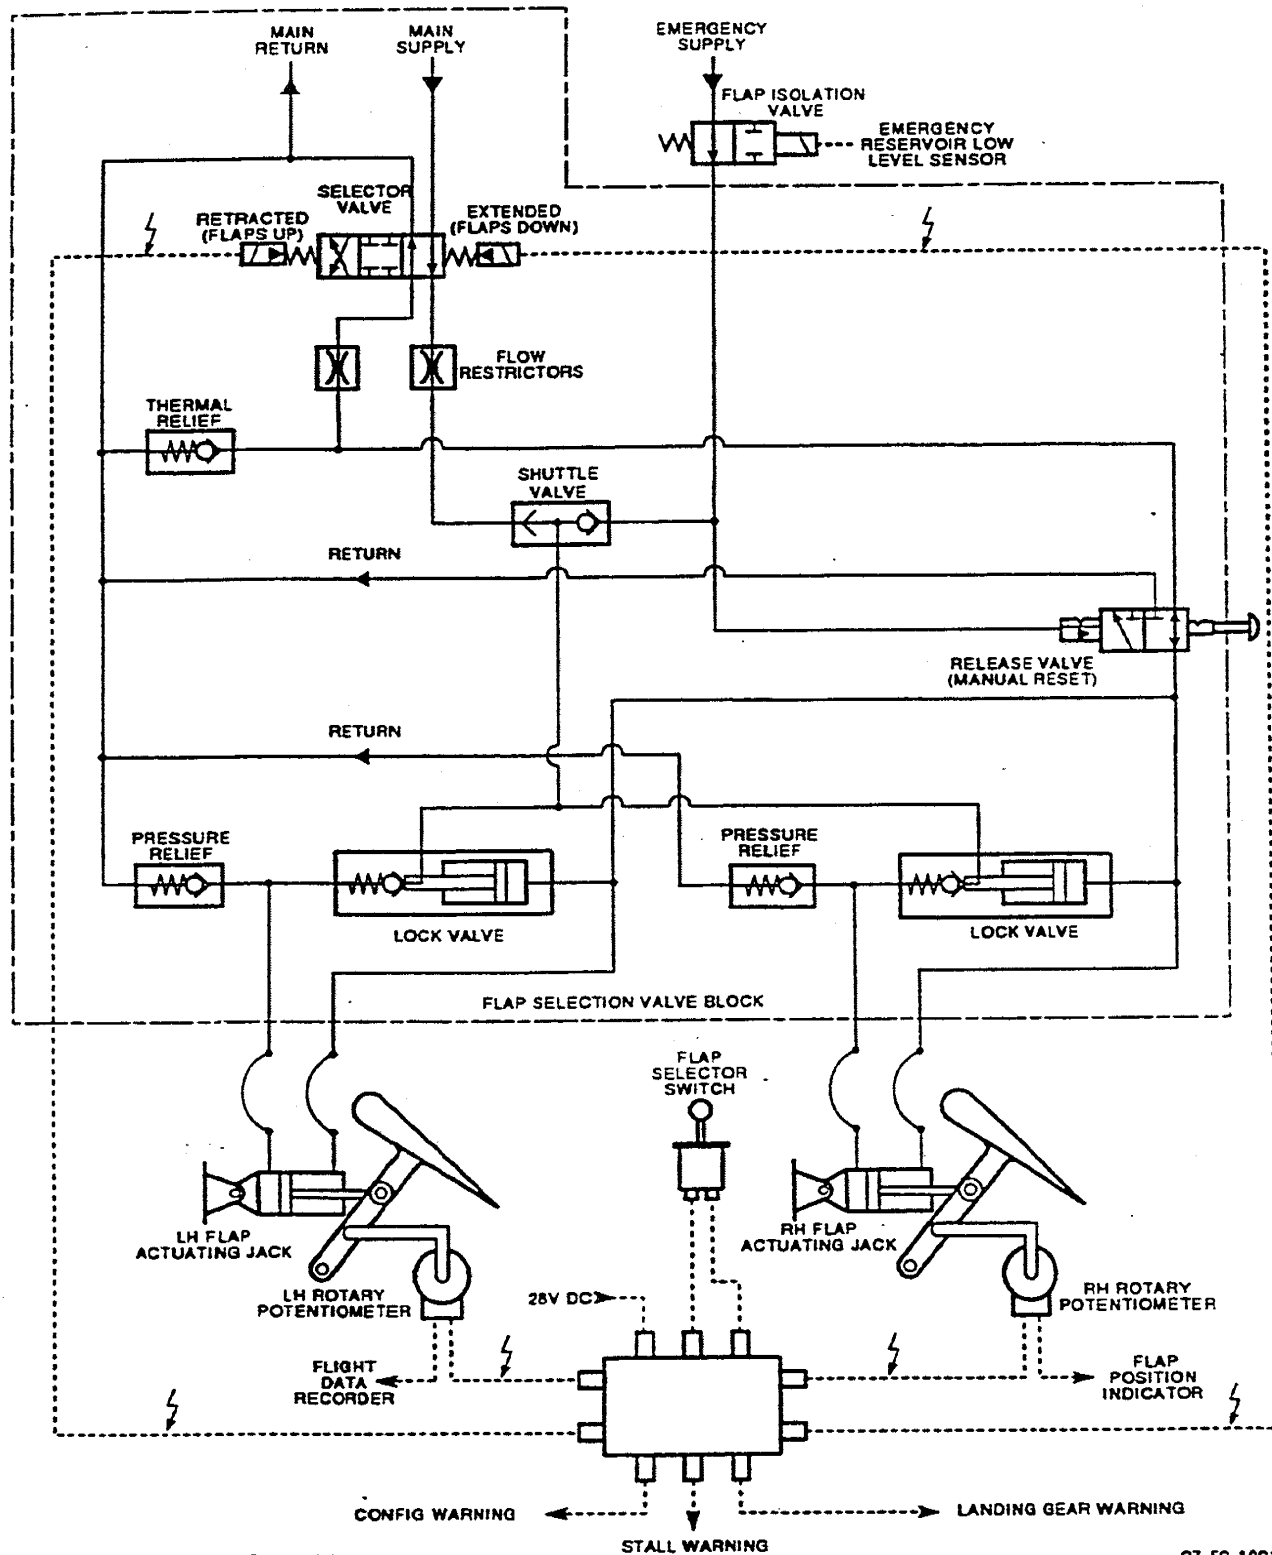 MAIN
RETURN
MAIN
SUPPLY
EMERGENCY
SUPPLY
FLAP ISOLATION
VALVE
EMERGENCY
RESERVOIR LOW
LEVEL SENSOR
SELECTOR
VALVE
RETRACTED
(FLAPS UP)
EXTENDED
(FLAPS DOWN)
FLOW
RESTRICTORS
THERMAL
RELIEF
SHUTTLE
VALVE
RETURN
RELEASE VALVE
(MANUAL RESET)
RETURN
PRESSURE
RELIEF
PRESSURE
RELIEF
LOCK VALVE
LOCK VALVE
FLAP SELECTION VALVE BLOCK
FLAP
SELECTOR
SWITCH
LH FLAP
ACTUATING JACK
RH FLAP
ACTUATING JACK
LH ROTARY
POTENTIOMETER
28V DC
RH ROTARY
POTENTIOMETER
FLIGHT
DATA
RECORDER
FLAP
POSITION
INDICATOR
CONFIG WARNING
LANDING GEAR WARNING
STALL WARNING